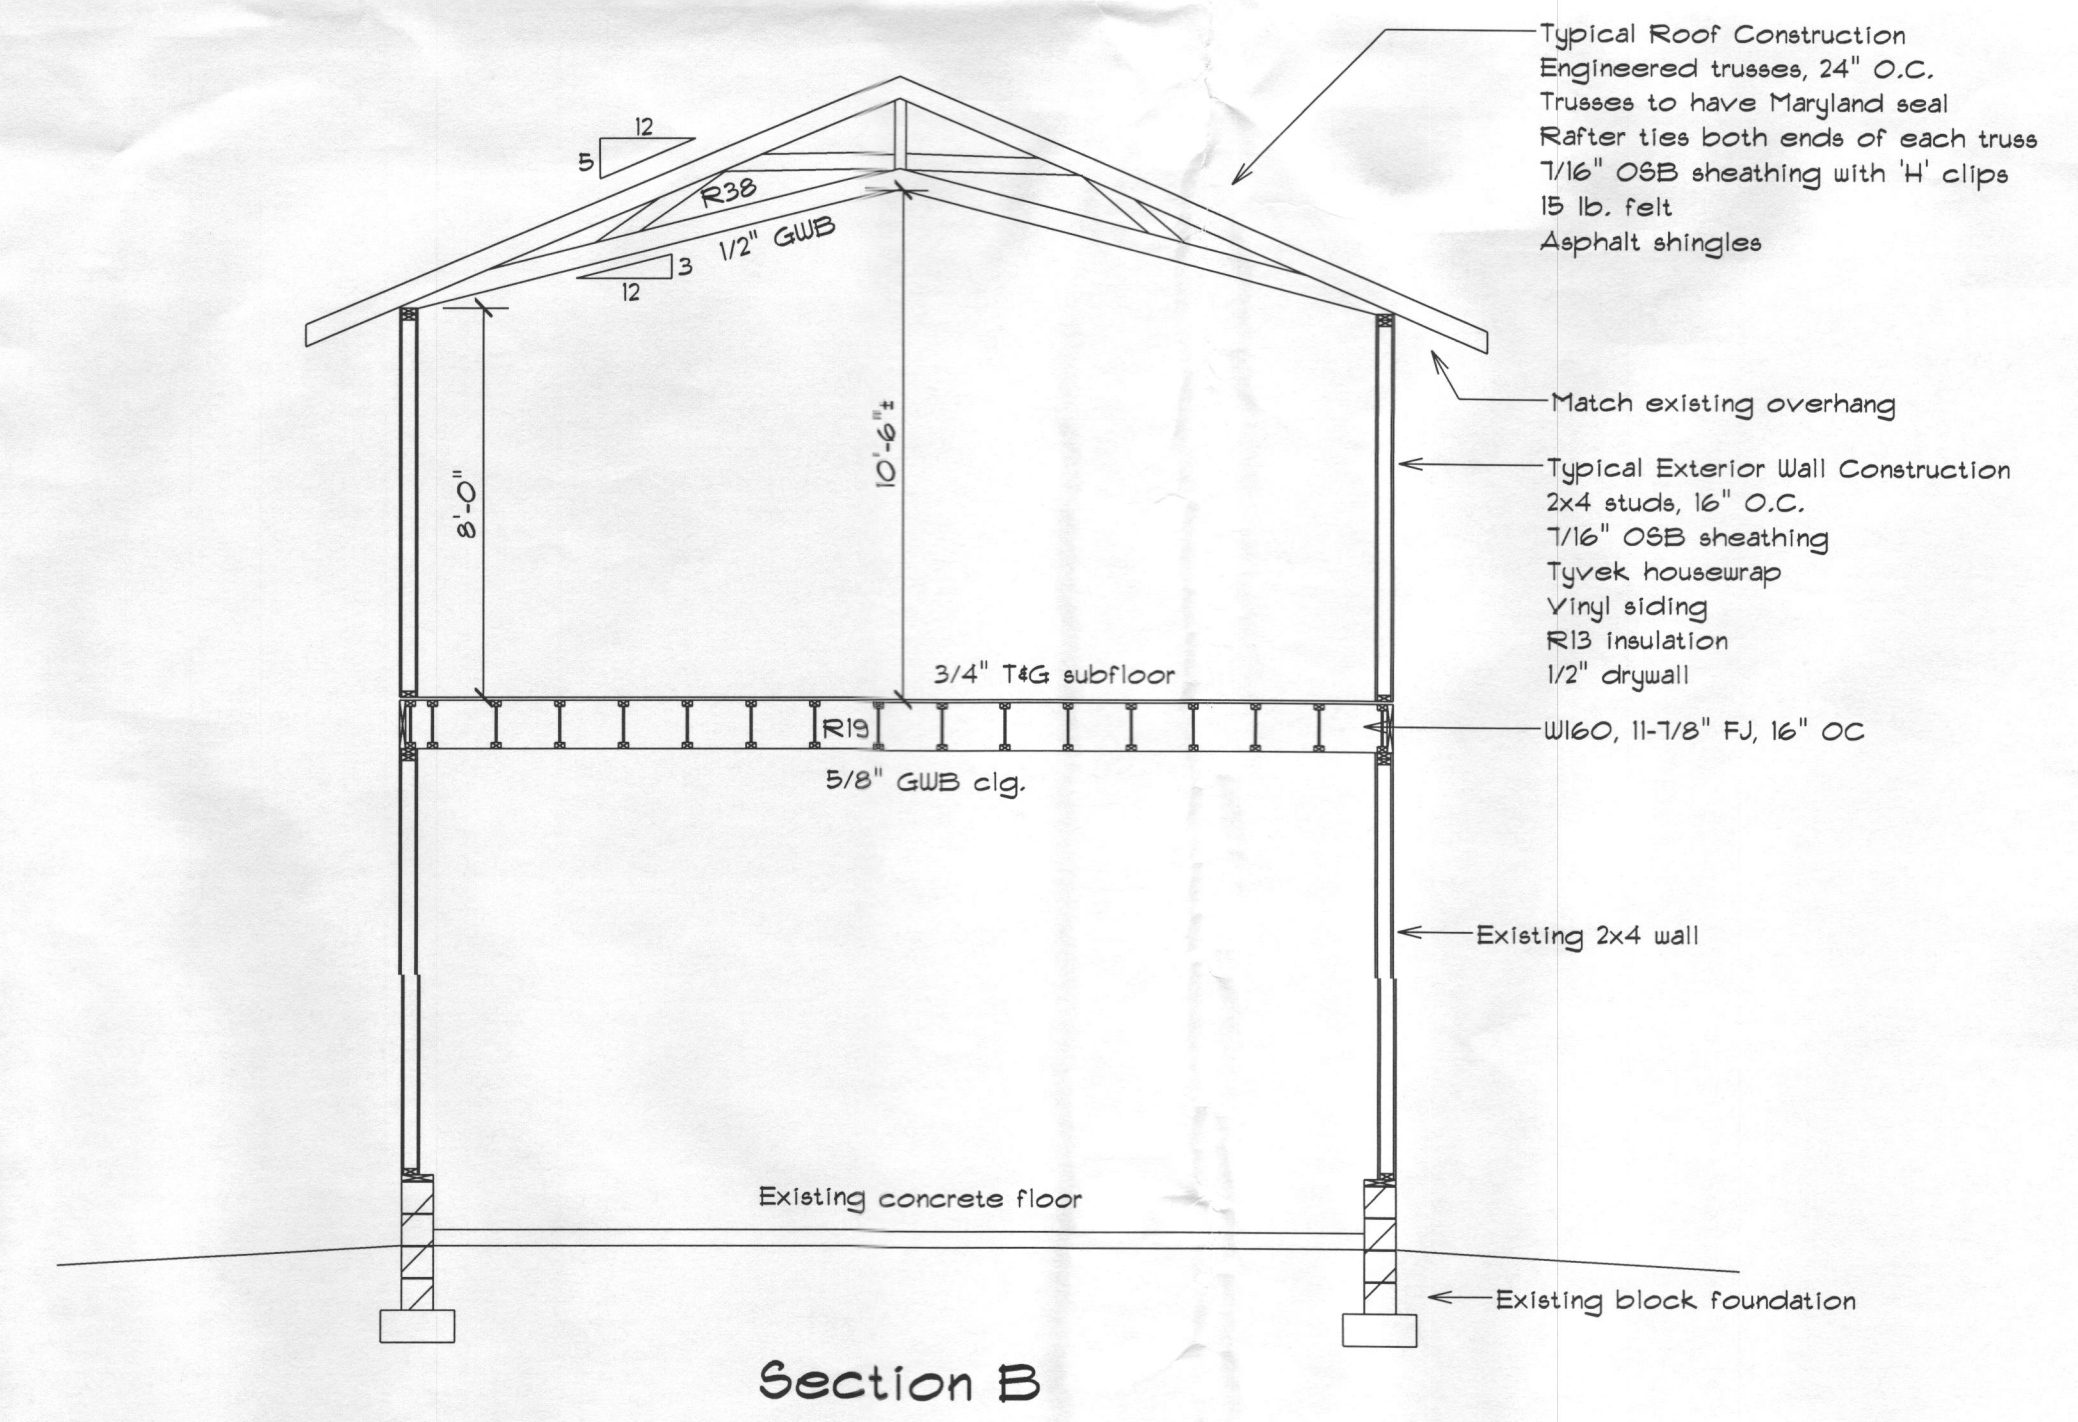 Typical Roof Construction
Engineered trusses, 24" O.C.
Trusses to have Maryland seal
Rafter ties both ends of each truss
7/16" OSB sheathing with 'H' clips
15 lb. felt
Asphalt shingles
12
5
R38
1/2" GWB
3
12
Match existing overhang
8'-0"
10'-6"±
Typical Exterior Wall Construction
2x4 studs, 16" O.C.
7/16" OSB sheathing
Tyvek housewrap
Vinyl siding
R13 insulation
1/2" drywall
3/4" T&G subfloor
R19
WI60, 11-7/8" FJ, 16" OC
5/8" GWB clg.
Existing 2x4 wall
Existing concrete floor
Existing block foundation
Section B